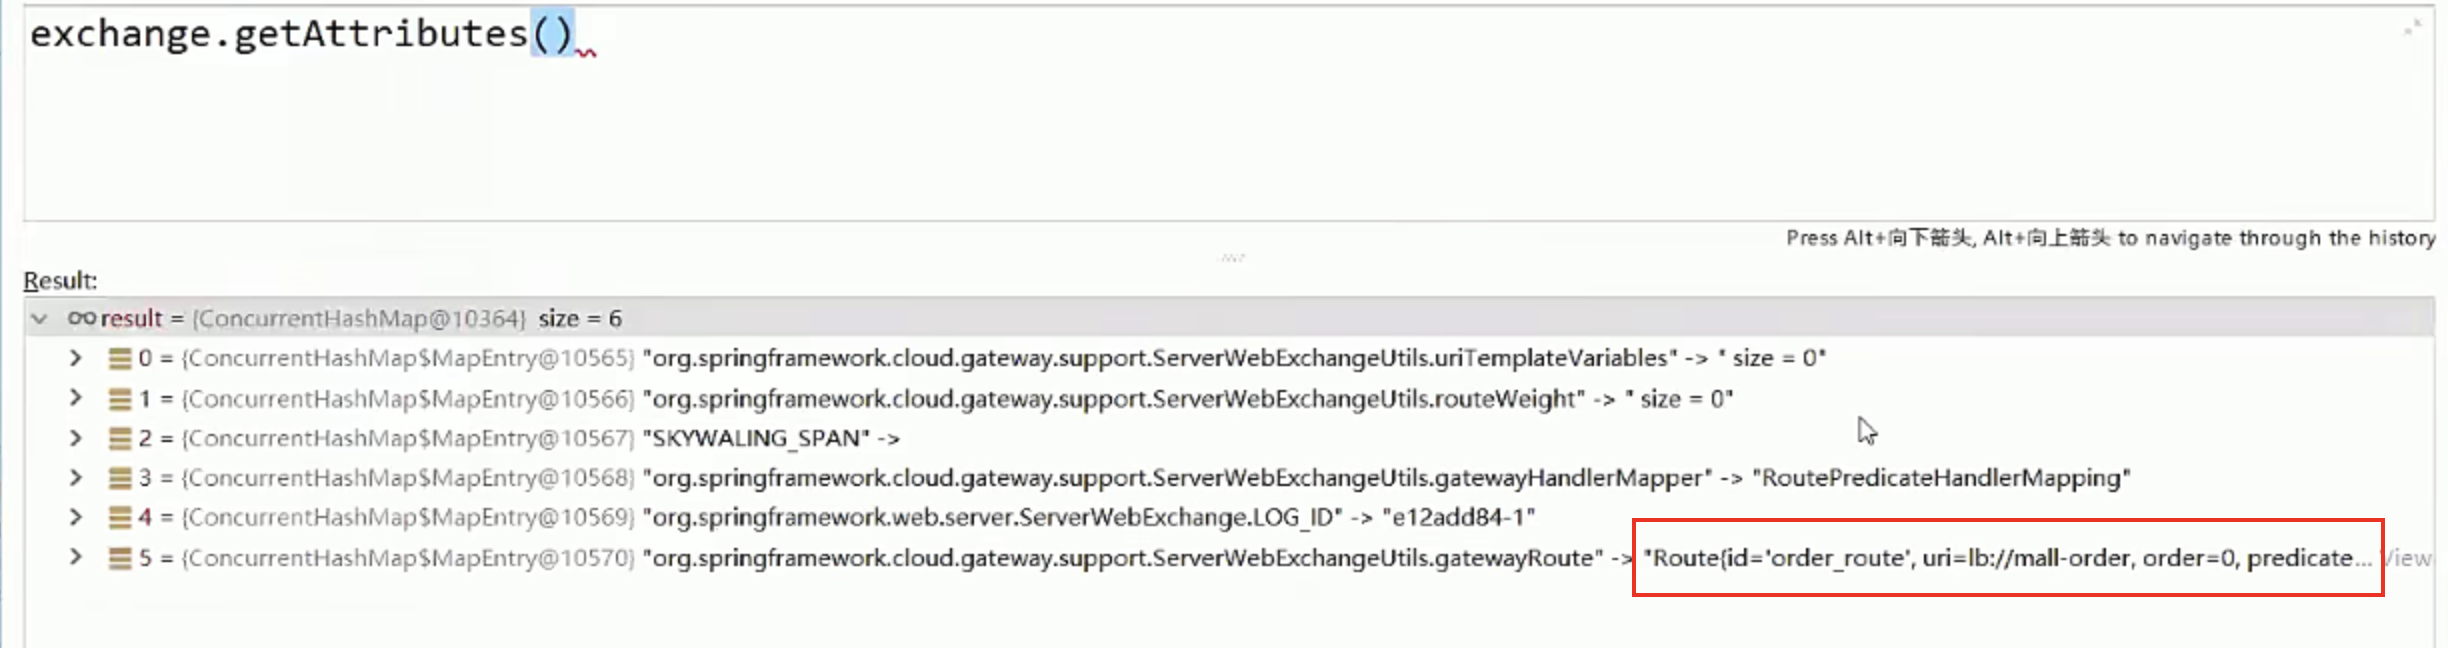 exchange.getAttributes()
Press Alt+向下箭头, Alt+向上箭头 to navigate through the history
Result:
result = {ConcurrentHashMap@10364} size = 6
0 = {ConcurrentHashMap$MapEntry@10565} "org.springframework.cloud.gateway.support.ServerWebExchangeUtils.uriTemplateVariables" -> " size = 0"
1 = {ConcurrentHashMap$MapEntry@10566} "org.springframework.cloud.gateway.support.ServerWebExchangeUtils.routeWeight" -> " size = 0"
2 = {ConcurrentHashMap$MapEntry@10567} "SKYWALING_SPAN" ->
3 = {ConcurrentHashMap$MapEntry@10568} "org.springframework.cloud.gateway.support.ServerWebExchangeUtils.gatewayHandlerMapper" -> "RoutePredicateHandlerMapping"
4 = {ConcurrentHashMap$MapEntry@10569} "org.springframework.web.server.ServerWebExchange.LOG_ID" -> "e12add84-1"
5 = {ConcurrentHashMap$MapEntry@10570} "org.springframework.cloud.gateway.support.ServerWebExchangeUtils.gatewayRoute" -> "Route{id='order_route', uri=lb://mall-order, order=0, predicate... View